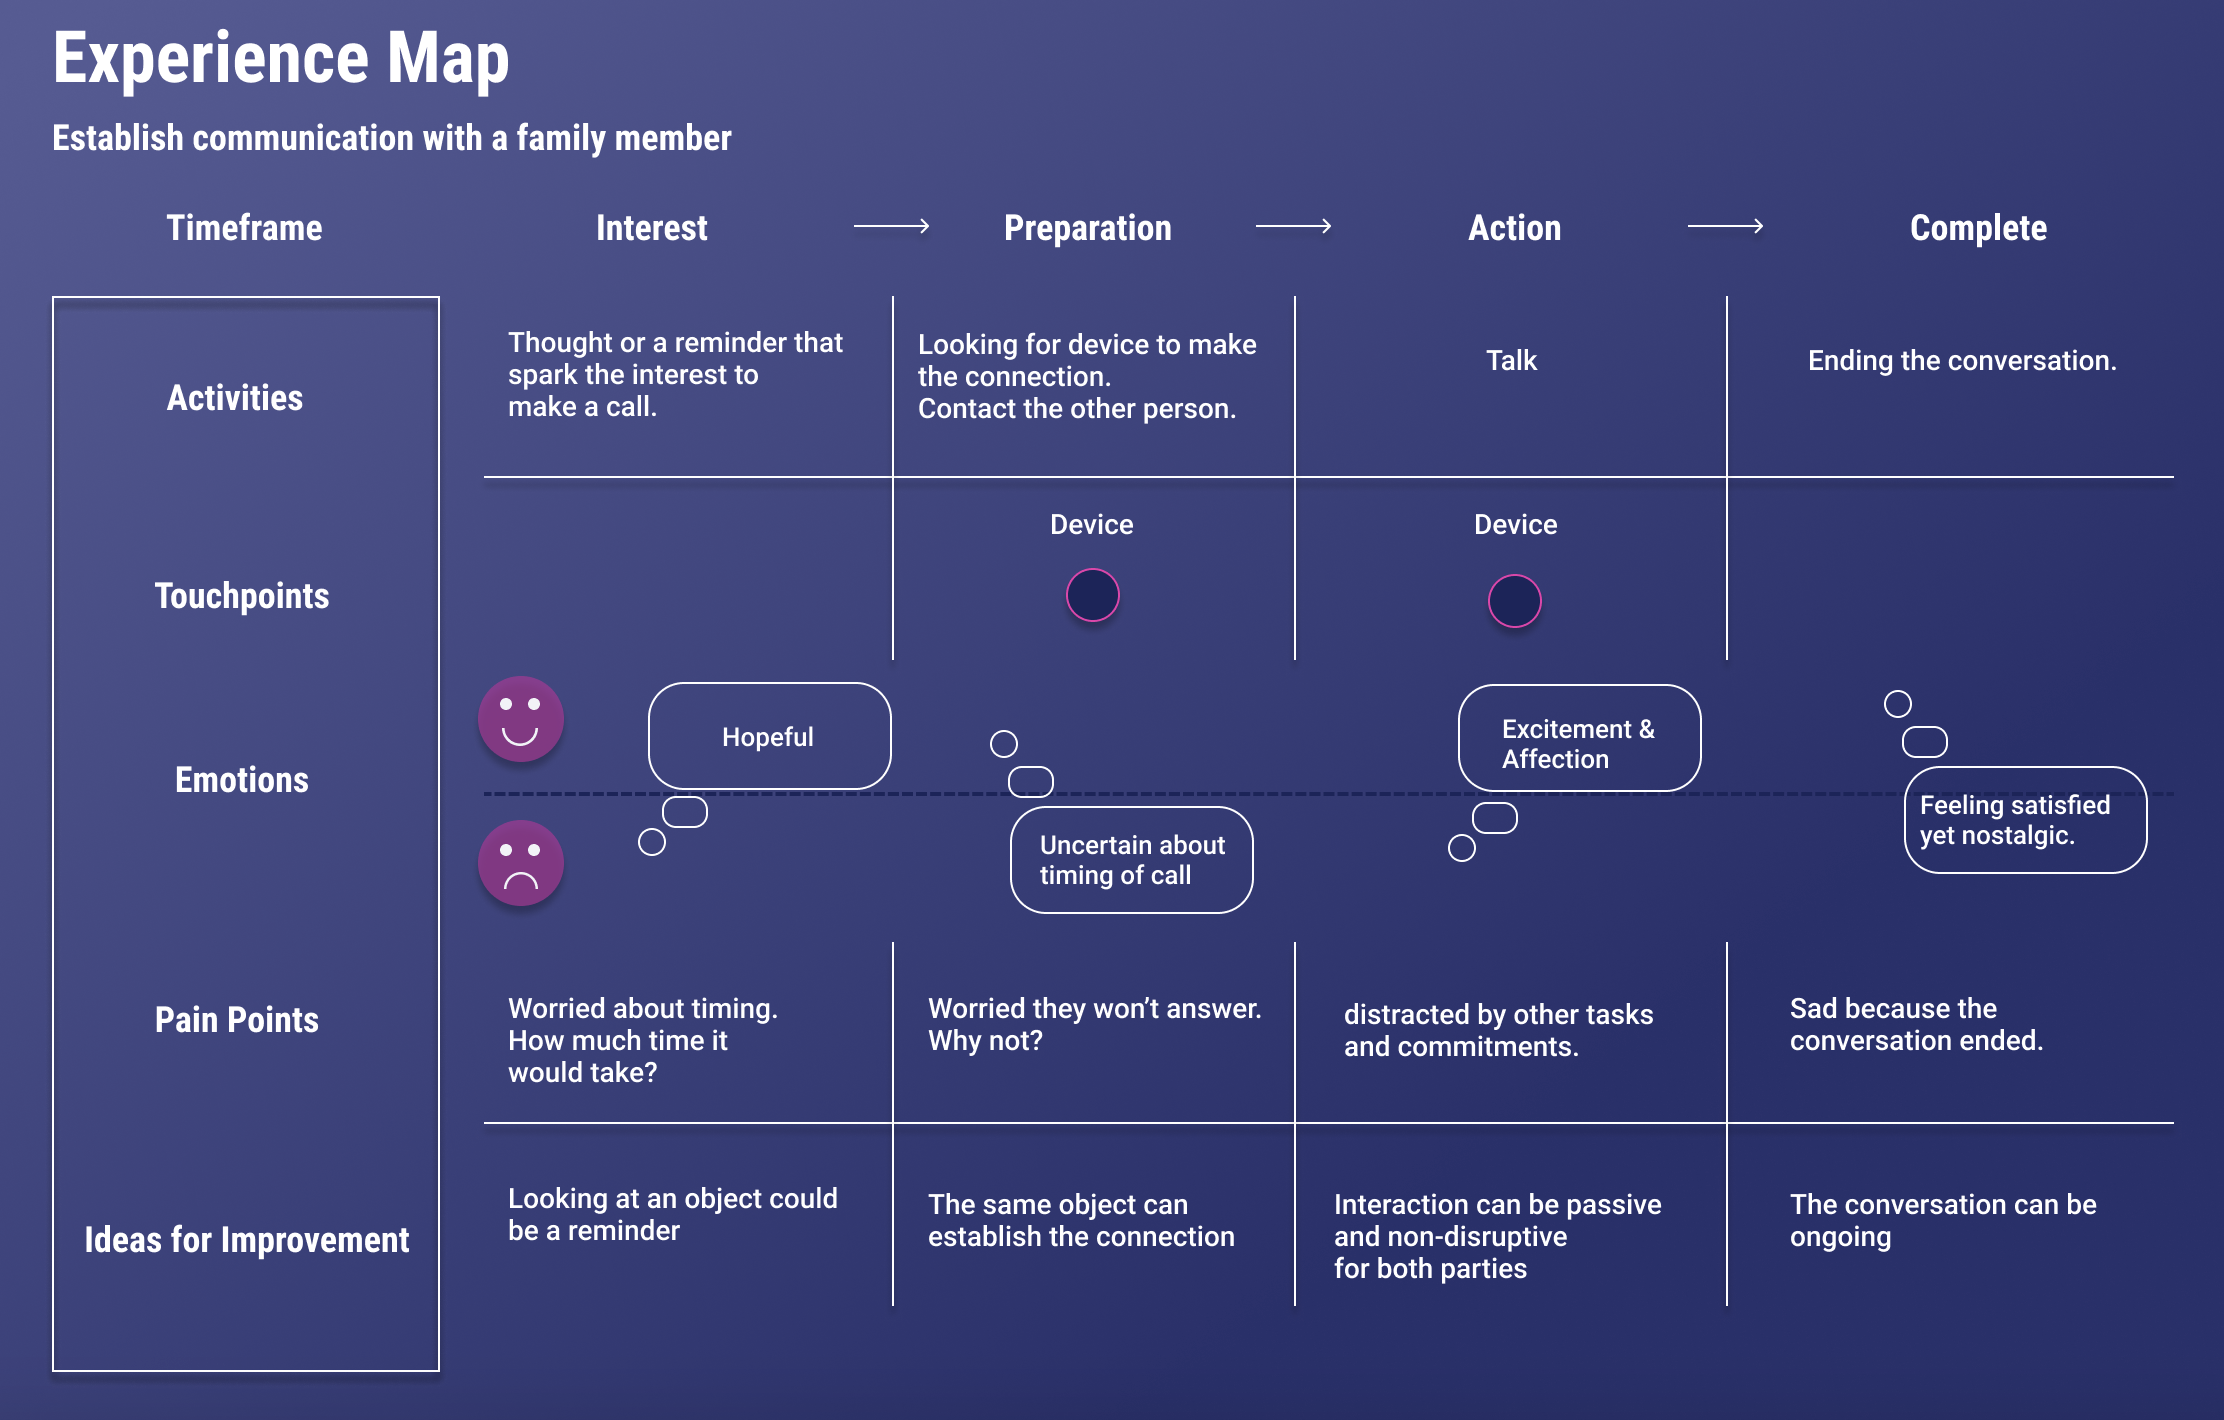 Experience Map
Establish communication with a family member
Timeframe
Interest
Preparation
Action
Complete
Activities
Thought or a reminder that
spark the interest to
make a call.
Looking for device to make
the connection.
Contact the other person.
Talk
Ending the conversation.
Touchpoints
Device
Device
Emotions
Hopeful
Uncertain about
timing of call
Excitement &
Affection
Feeling satisfied
yet nostalgic.
Pain Points
Worried about timing.
How much time it
would take?
Worried they won’t answer.
Why not?
distracted by other tasks
and commitments.
Sad because the
conversation ended.
Ideas for Improvement
Looking at an object could
be a reminder
The same object can
establish the connection
Interaction can be passive
and non-disruptive
for both parties
The conversation can be
ongoing